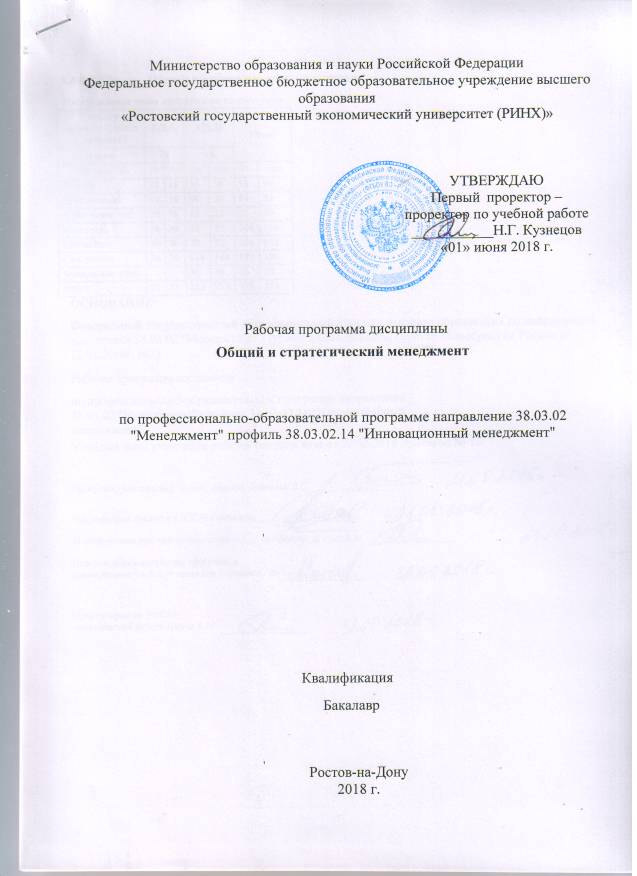 Министерство образования и науки Российской Федерации
Федеральное государственное бюджетное образовательное учреждение высшего
образования
«Ростовский государственный экономический университет (РИНХ)»
УТВЕРЖДАЮ
Первый проректор –
проректор по учебной работе
Н.Г. Кузнецов
«01» июня 2018 г.
Рабочая программа дисциплины
Общий и стратегический менеджмент
по профессионально-образовательной программе направление 38.03.02
"Менеджмент" профиль 38.03.02.14 "Инновационный менеджмент"
Квалификация
Бакалавр
Ростов-на-Дону
2018 г.